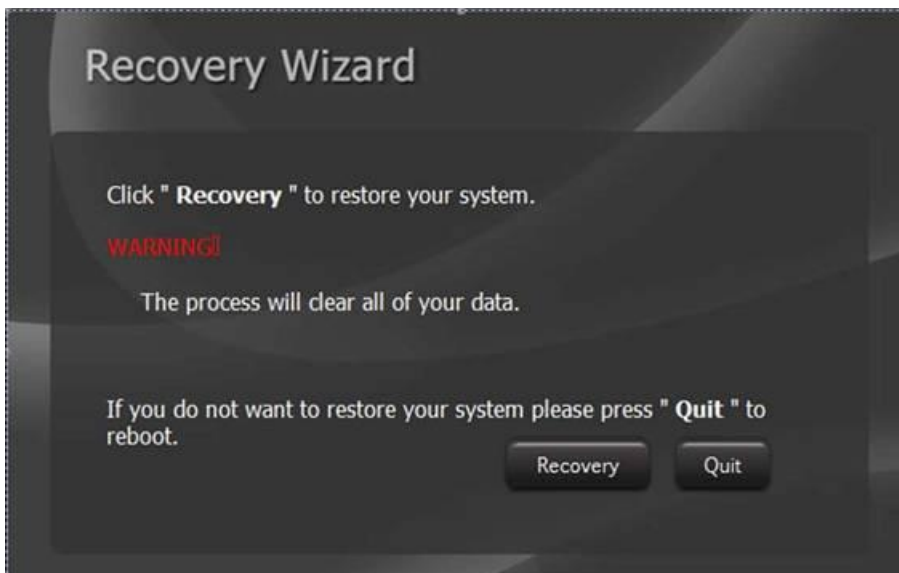 Recovery Wizard
Click " Recovery " to restore your system.
WARNING
The process will clear all of your data.
If you do not want to restore your system please press " Quit " to
reboot.
Recovery Quit